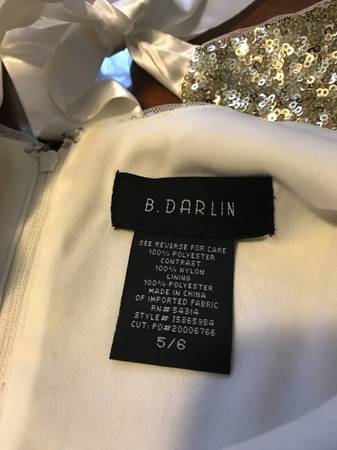 B. DARLIN
SEE REVERSE FOR CARE
100% POLYESTER
CONTRAST
100% NYLON
LINING
100% POLYESTER
MADE IN CHINA
OF IMPORTED FABRIC
RN# 54314
STYLE# 15865954
CUT: PO#20006766
5/6